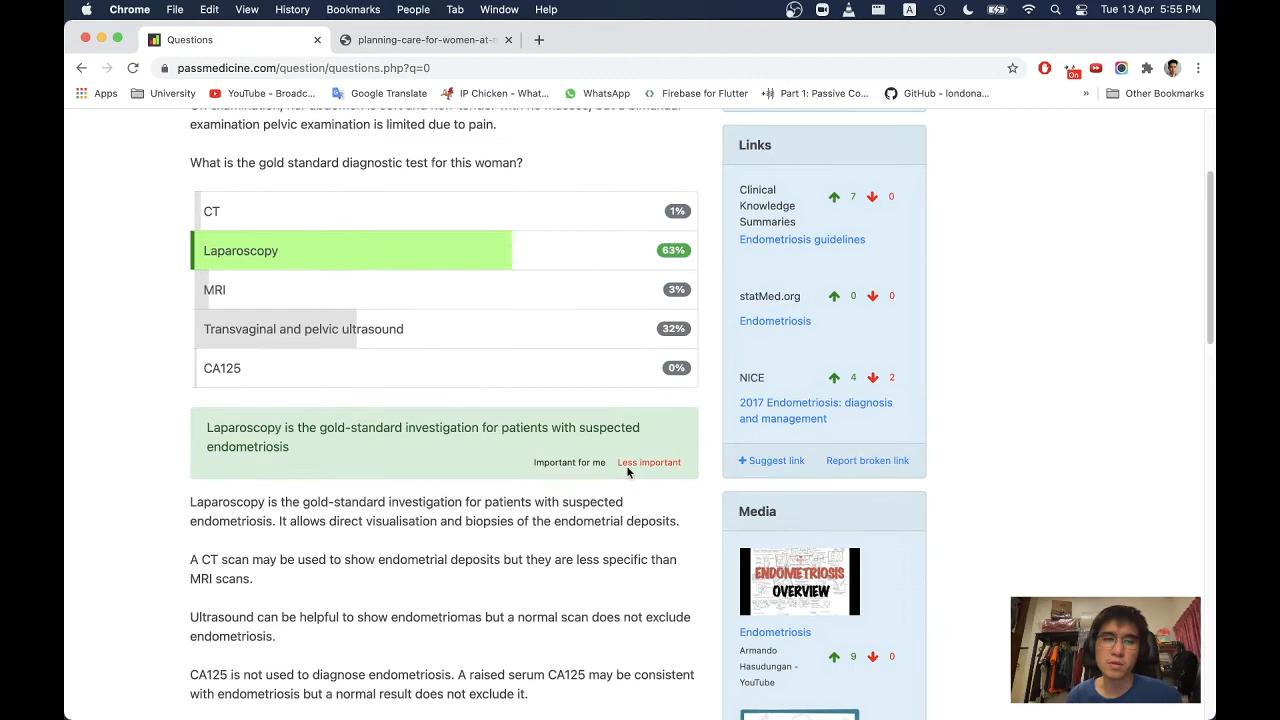 Chrome File Edit View History Bookmarks People Tab Window Help
A
Tue 13 Apr 5:55 PM
Questions
planning-care-for-women-at-
passmedicine.com/question/questions.php?q=0
On
Apps University YouTube - Broadc... Google Translate IP Chicken - What... WhatsApp Firebase for Flutter Part 1: Passive Co... GitHub - londona... » Other Bookmarks
examination pelvic examination is limited due to pain.
What is the gold standard diagnostic test for this woman?
CT 1%
Laparoscopy 63%
MRI 3%
Transvaginal and pelvic ultrasound 32%
CA125 0%
Laparoscopy is the gold-standard investigation for patients with suspected
endometriosis
Important for me Less important
Laparoscopy is the gold-standard investigation for patients with suspected
endometriosis. It allows direct visualisation and biopsies of the endometrial deposits.
A CT scan may be used to show endometrial deposits but they are less specific than
MRI scans.
Ultrasound can be helpful to show endometriomas but a normal scan does not exclude
endometriosis.
CA125 is not used to diagnose endometriosis. A raised serum CA125 may be consistent
with endometriosis but a normal result does not exclude it.
Links
Clinical
Knowledge
Summaries
7 0
Endometriosis guidelines
statMed.org 0 0
Endometriosis
NICE 4 2
2017 Endometriosis: diagnosis
and management
+ Suggest link Report broken link
Media
ENDOMETRIOSIS
OVERVIEW
Endometriosis
Armando
Hasudungan -
YouTube
9 0